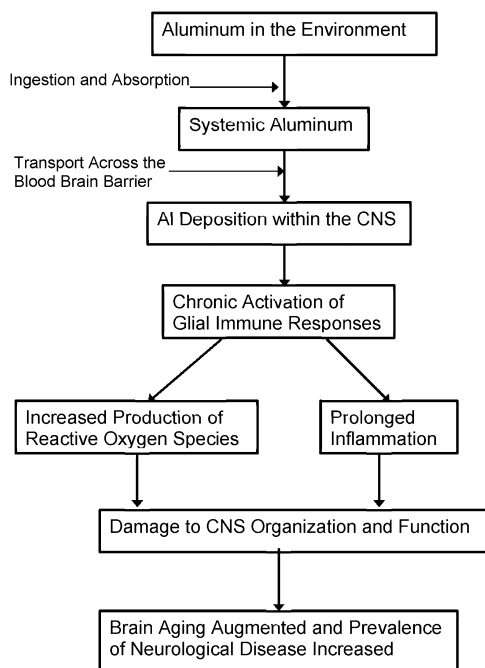 Aluminum in the Environment
Ingestion and Absorption
Systemic Aluminum
Transport Across the
Blood Brain Barrier
Al Deposition within the CNS
Chronic Activation of
Glial Immune Responses
Increased Production of
Reactive Oxygen Species
Prolonged
Inflammation
Damage to CNS Organization and Function
Brain Aging Augmented and Prevalence
of Neurological Disease Increased